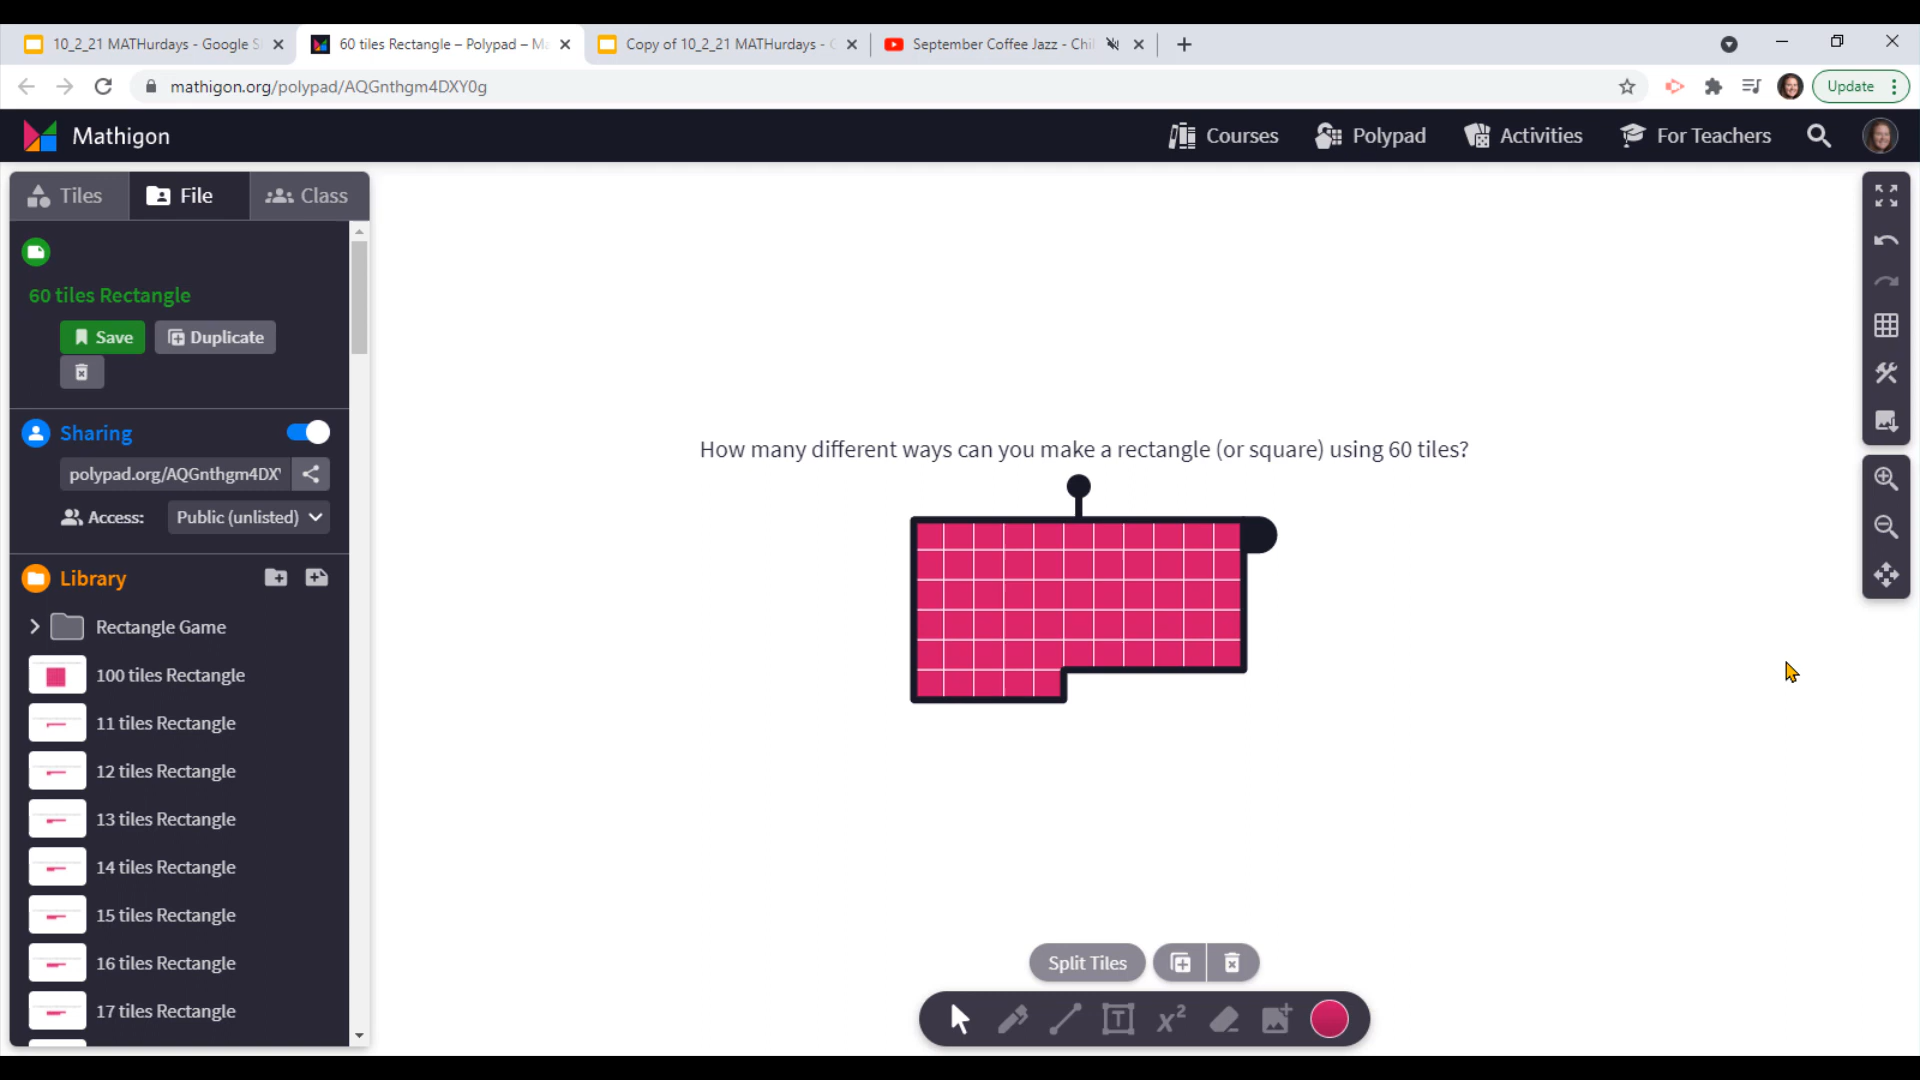 10_2_21 MATHurdays - Google S
60 tiles Rectangle – Polypad – Ma
Copy of 10_2_21 MATHurdays - G
September Coffee Jazz - Chil
mathigon.org/polypad/AQGnthgm4DXY0g
Update
Mathigon
Courses
Polypad
Activities
For Teachers
Tiles
File
Class
60 tiles Rectangle
Save
Duplicate
Sharing
polypad.org/AQGnthgm4DX
Access:
Public (unlisted)
Library
Rectangle Game
100 tiles Rectangle
11 tiles Rectangle
12 tiles Rectangle
13 tiles Rectangle
14 tiles Rectangle
15 tiles Rectangle
16 tiles Rectangle
17 tiles Rectangle
How many different ways can you make a rectangle (or square) using 60 tiles?
Split Tiles
T
x²